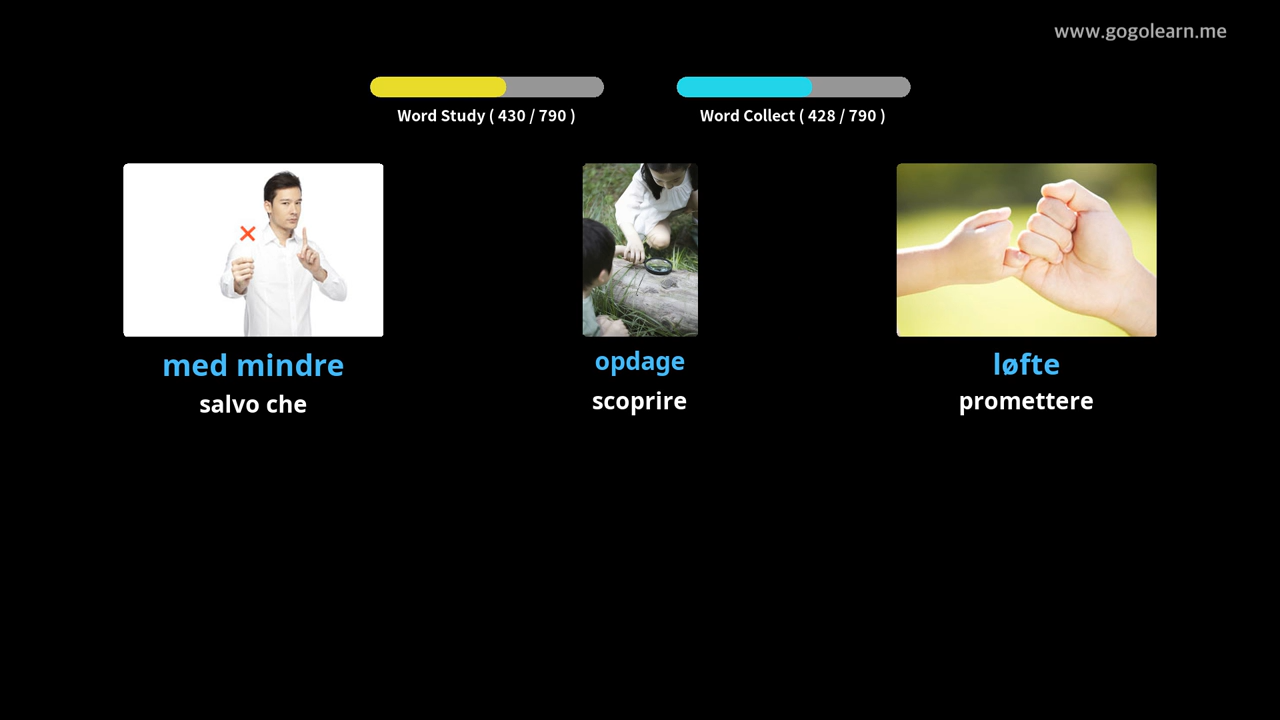 www.gogolearn.me
Word Study ( 430 / 790 )
Word Collect ( 428 / 790 )
med mindre
salvo che
opdage
scoprire
løfte
promettere